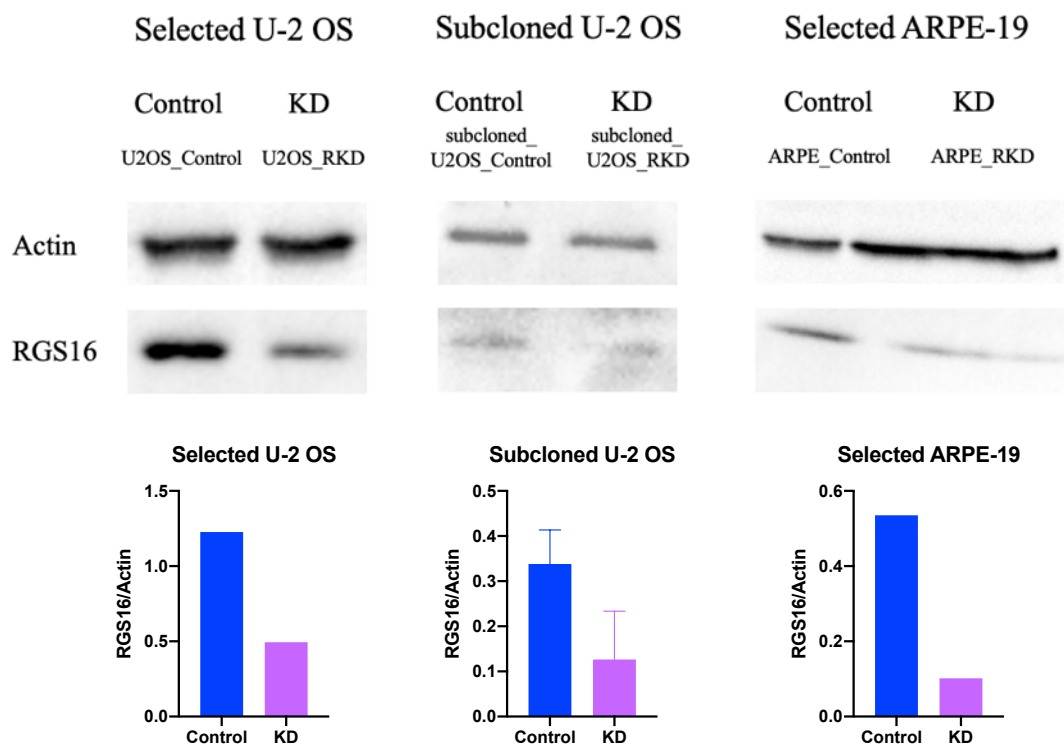 Selected U-2 OS
Subcloned U-2 OS
Selected ARPE-19
Control
KD
Control
KD
Control
KD
U2OS_Control
U2OS_RKD
subcloned_
U2OS_Control
subcloned_
U2OS_RKD
ARPE_Control
ARPE_RKD
Actin
RGS16
Selected U-2 OS
RGS16/Actin
1.5
1.0
0.5
0.0
Control
KD
Subcloned U-2 OS
RGS16/Actin
0.5
0.4
0.3
0.2
0.1
0.0
Control
KD
Selected ARPE-19
RGS16/Actin
0.6
0.4
0.2
0.0
Control
KD